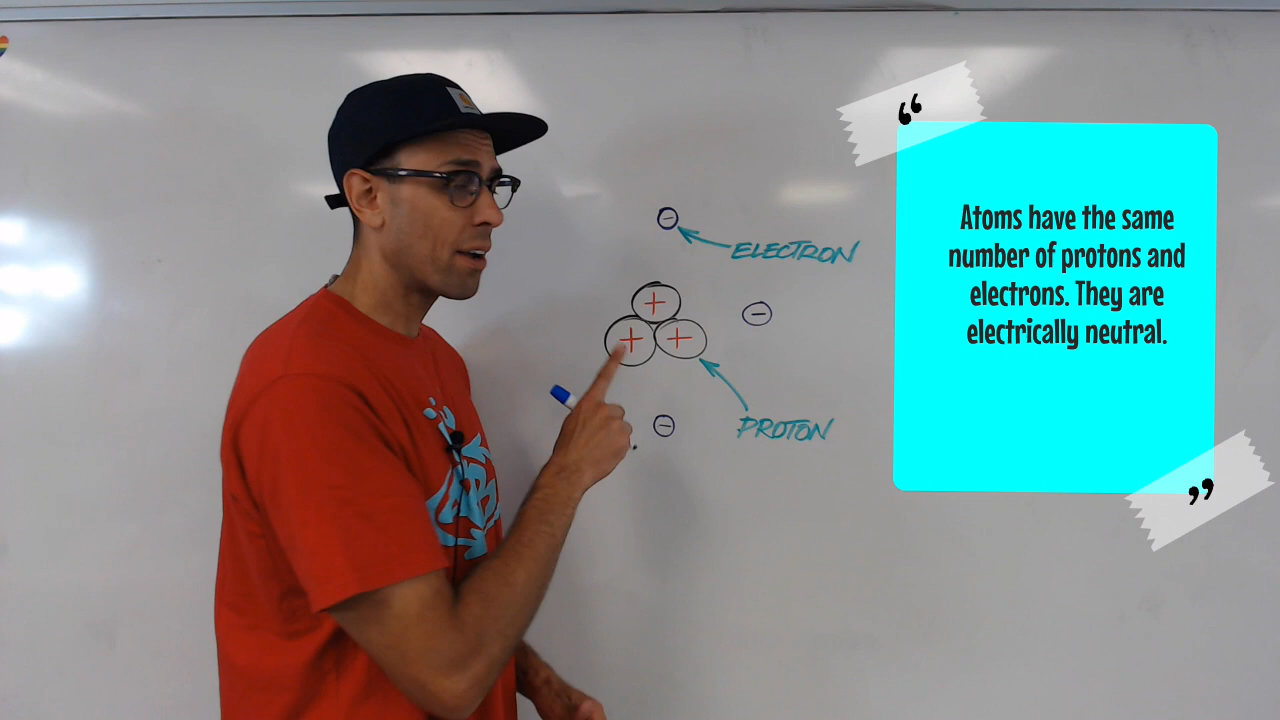 “
Atoms have the same
number of protons and
electrons. They are
electrically neutral.
”
ELECTRON
PROTON
−
+
−
+ +
−